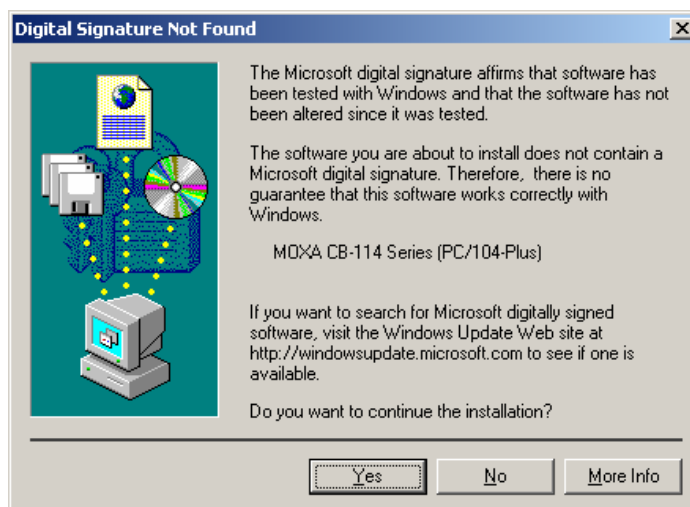 Digital Signature Not Found
The Microsoft digital signature affirms that software has
been tested with Windows and that the software has not
been altered since it was tested.
The software you are about to install does not contain a
Microsoft digital signature. Therefore, there is no
guarantee that this software works correctly with
Windows.
MOXA CB-114 Series (PC/104-Plus)
If you want to search for Microsoft digitally signed
software, visit the Windows Update Web site at
http://windowsupdate.microsoft.com to see if one is
available.
Do you want to continue the installation?
Yes No More Info